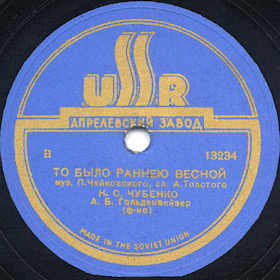 USSR
АПРЕЛЕВСКИЙ ЗАВОД
В 13234
ТО БЫЛО РАННЕЮ ВЕСНОЙ
муз. П. Чайковского, сл. А. Толстого
Н. С. ЧУБЕНКО
А. Б. Гольденвейзер
(ф-но)
MADE IN THE SOVIET UNION